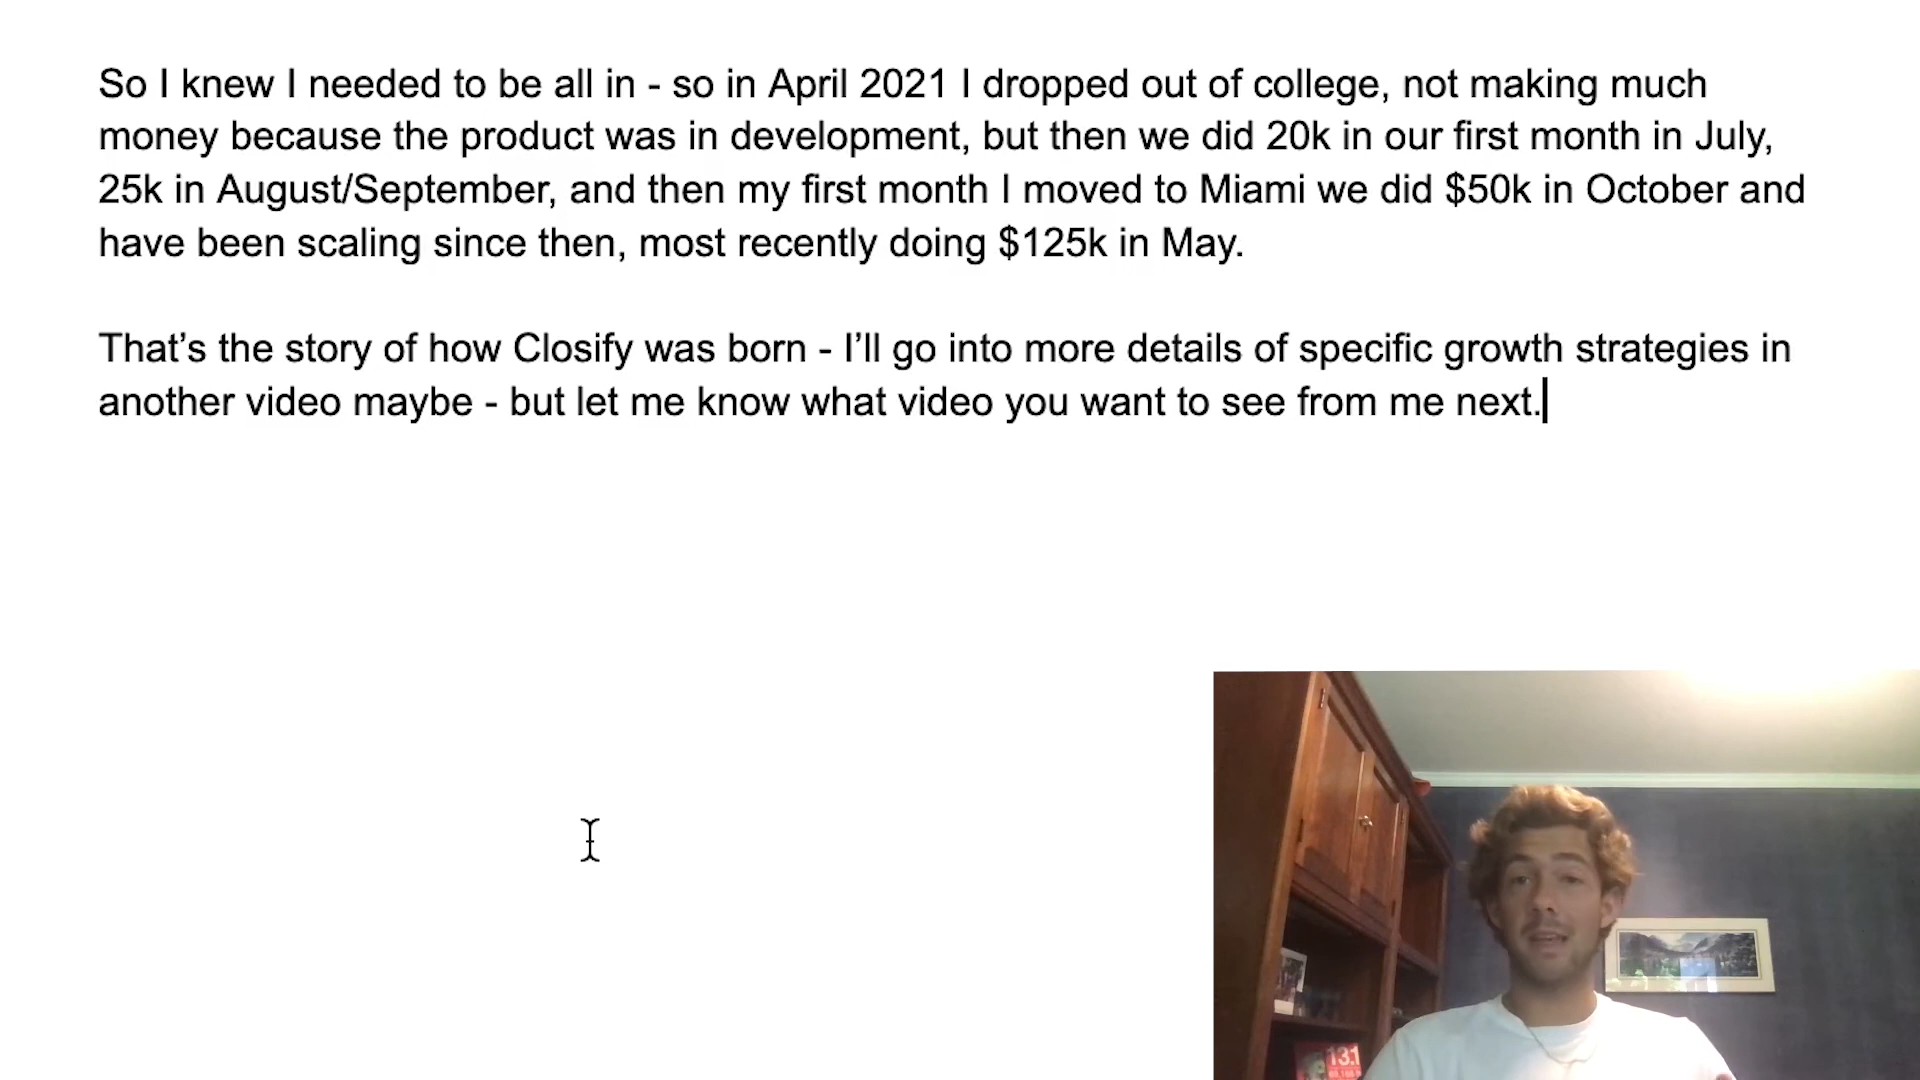 So I knew I needed to be all in - so in April 2021 I dropped out of college, not making much
money because the product was in development, but then we did 20k in our first month in July,
25k in August/September, and then my first month I moved to Miami we did $50k in October and
have been scaling since then, most recently doing $125k in May.
That’s the story of how Closify was born - I’ll go into more details of specific growth strategies in
another video maybe - but let me know what video you want to see from me next.
13.1